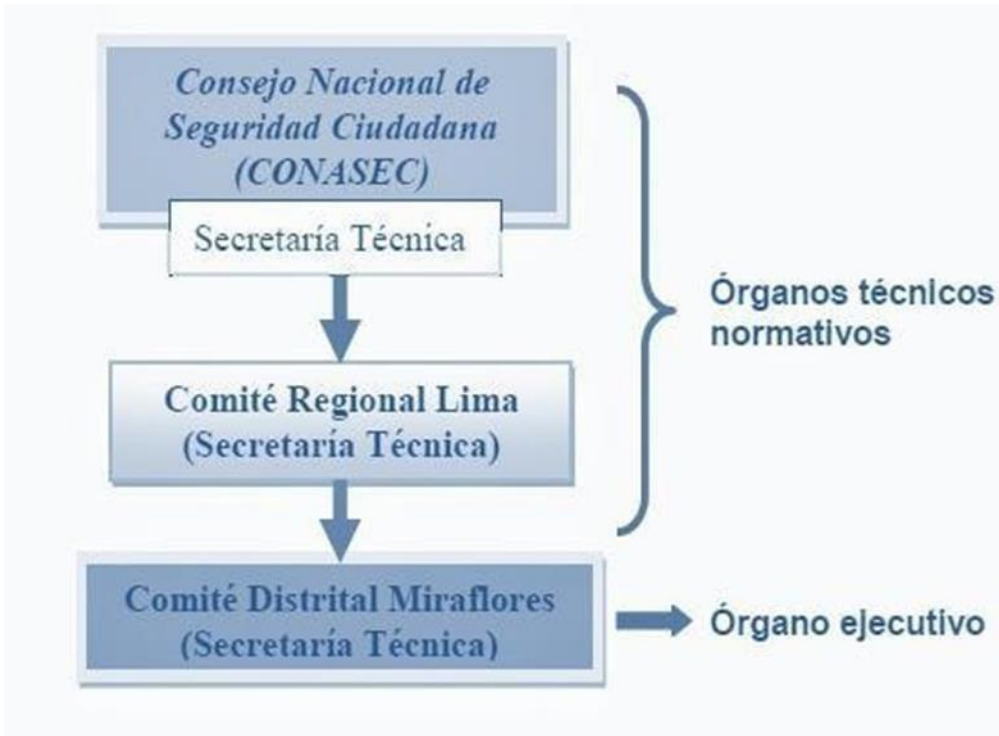 Consejo Nacional de
Seguridad Ciudadana
(CONASEC)
Secretaría Técnica
Órganos técnicos
normativos
Comité Regional Lima
(Secretaría Técnica)
Comité Distrital Miraflores
(Secretaría Técnica)
Órgano ejecutivo